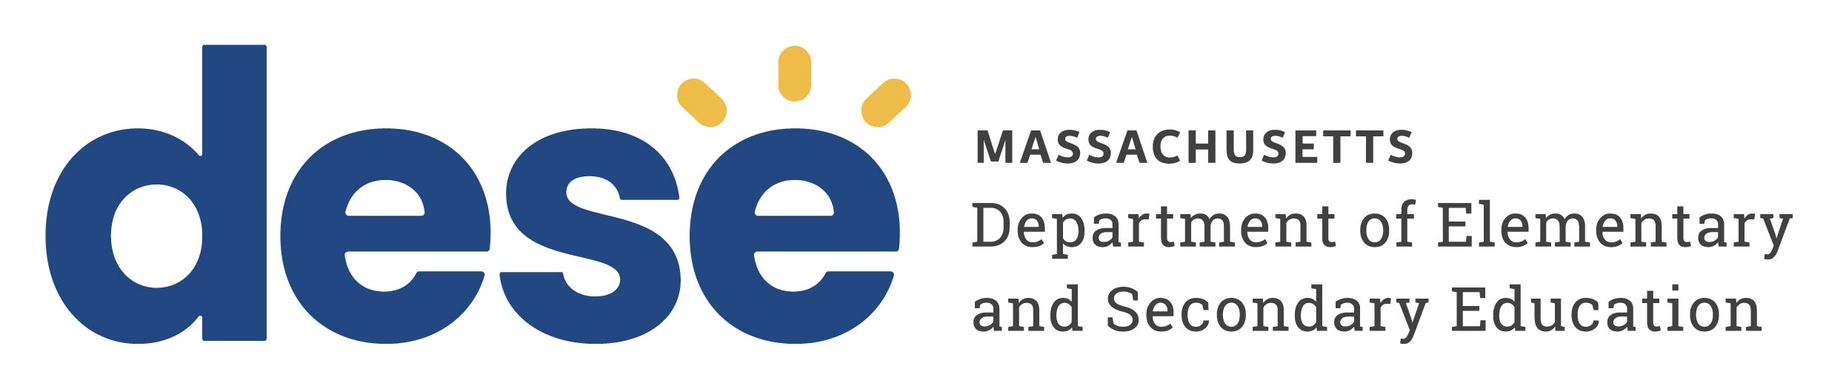 dese
MASSACHUSETTS
Department of Elementary
and Secondary Education